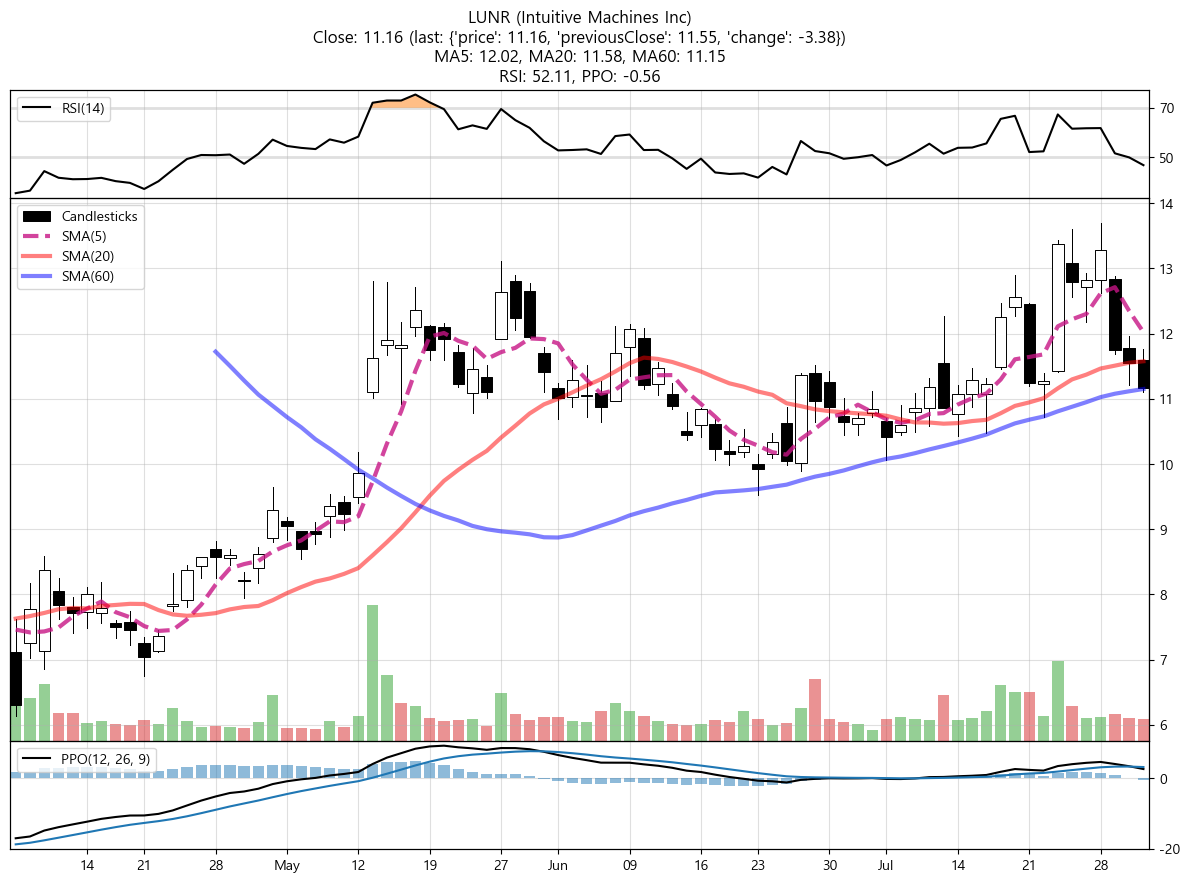 LUNR (Intuitive Machines Inc)
Close: 11.16 (last: {'price': 11.16, 'previousClose': 11.55, 'change': -3.38})
MA5: 12.02, MA20: 11.58, MA60: 11.15
RSI: 52.11, PPO: -0.56
RSI(14)
70
50
Candlesticks
SMA(5)
SMA(20)
SMA(60)
14
13
12
11
10
9
8
7
6
PPO(12, 26, 9)
0
-20
14 21 28 May 12 19 27 Jun 09 16 23 30 Jul 14 21 28